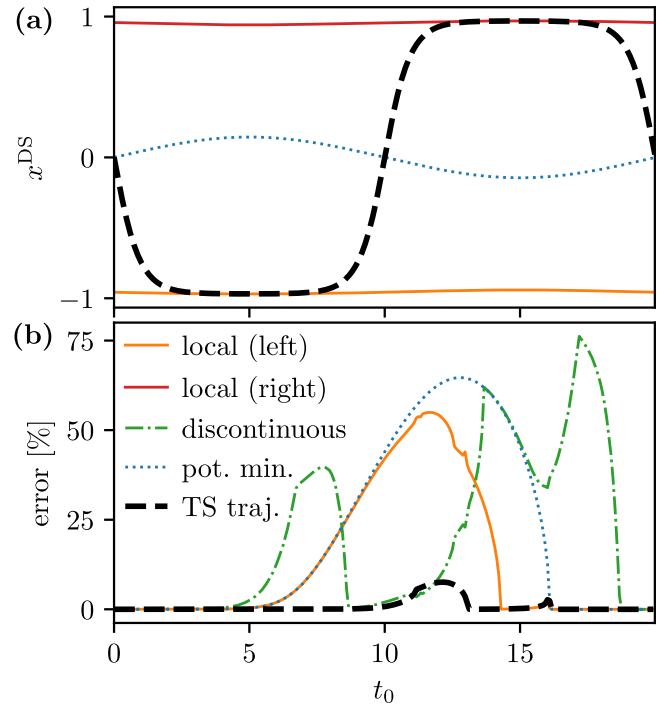 (a)
1
0
−1
x^DS
(b)
75
50
25
0
error [%]
local (left)
local (right)
discontinuous
pot. min.
TS traj.
0 5 10 15
t_0